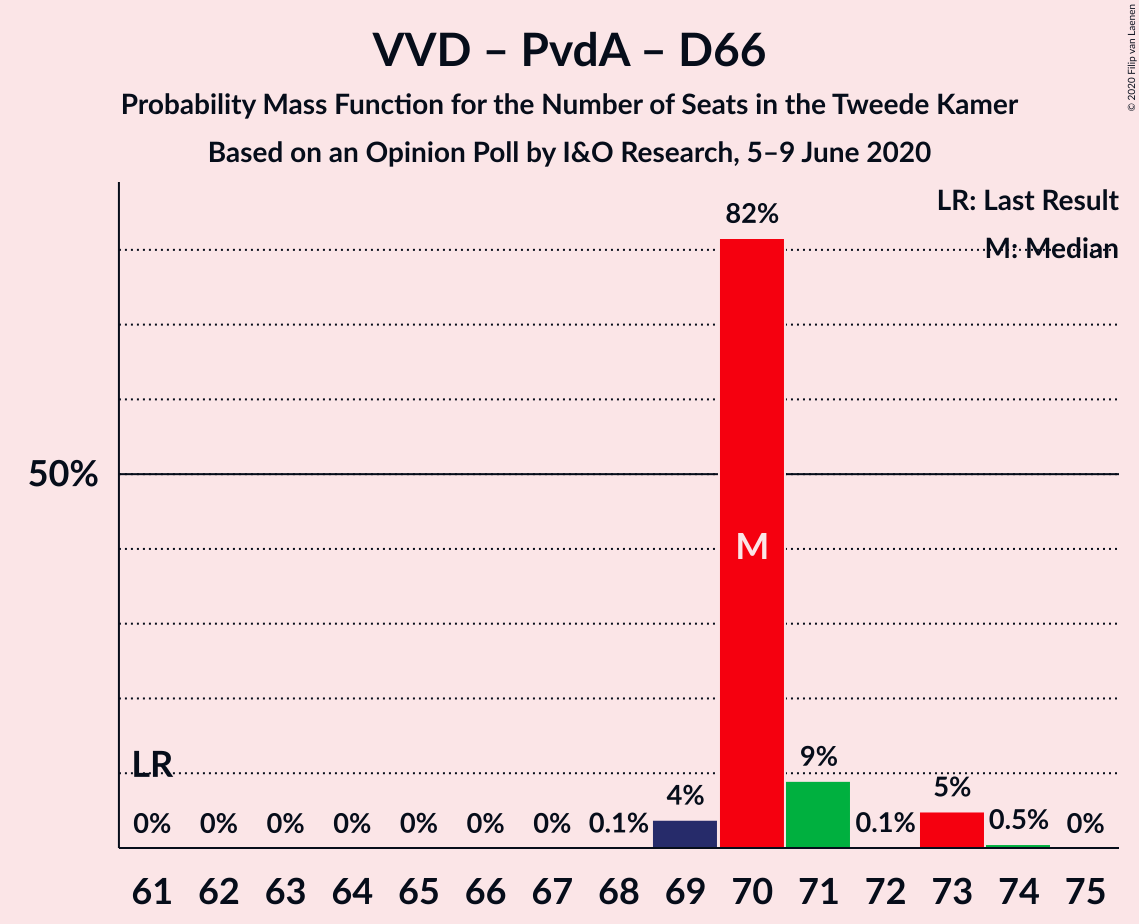 VVD – PvdA – D66
Probability Mass Function for the Number of Seats in the Tweede Kamer
Based on an Opinion Poll by I&O Research, 5–9 June 2020
© 2020 Filip van Laenen
LR: Last Result
M: Median
82%
50%
M
LR
9%
5%
4%
0% 0% 0% 0% 0% 0% 0% 0.1% 0.1% 0.5% 0%
61 62 63 64 65 66 67 68 69 70 71 72 73 74 75